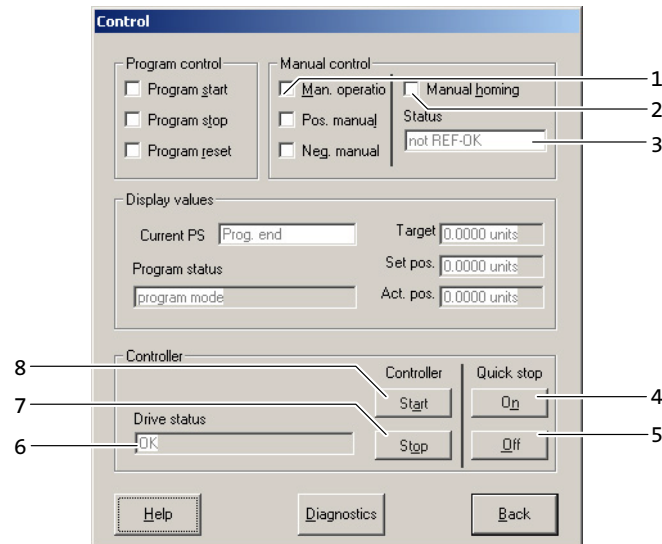 Control
Program control
Program start
Program stop
Program reset
Manual control
Man. operatio
Pos. manual
Neg. manual
Manual homing
Status
not REF-OK
1
2
3
Display values
Current PS Prog. end
Program status
program mode
Target 0.0000 units
Set pos. 0.0000 units
Act. pos. 0.0000 units
Controller
Drive status
OK
Controller
Start
Stop
Quick stop
On
Off
8
7
6
4
5
Help
Diagnostics
Back